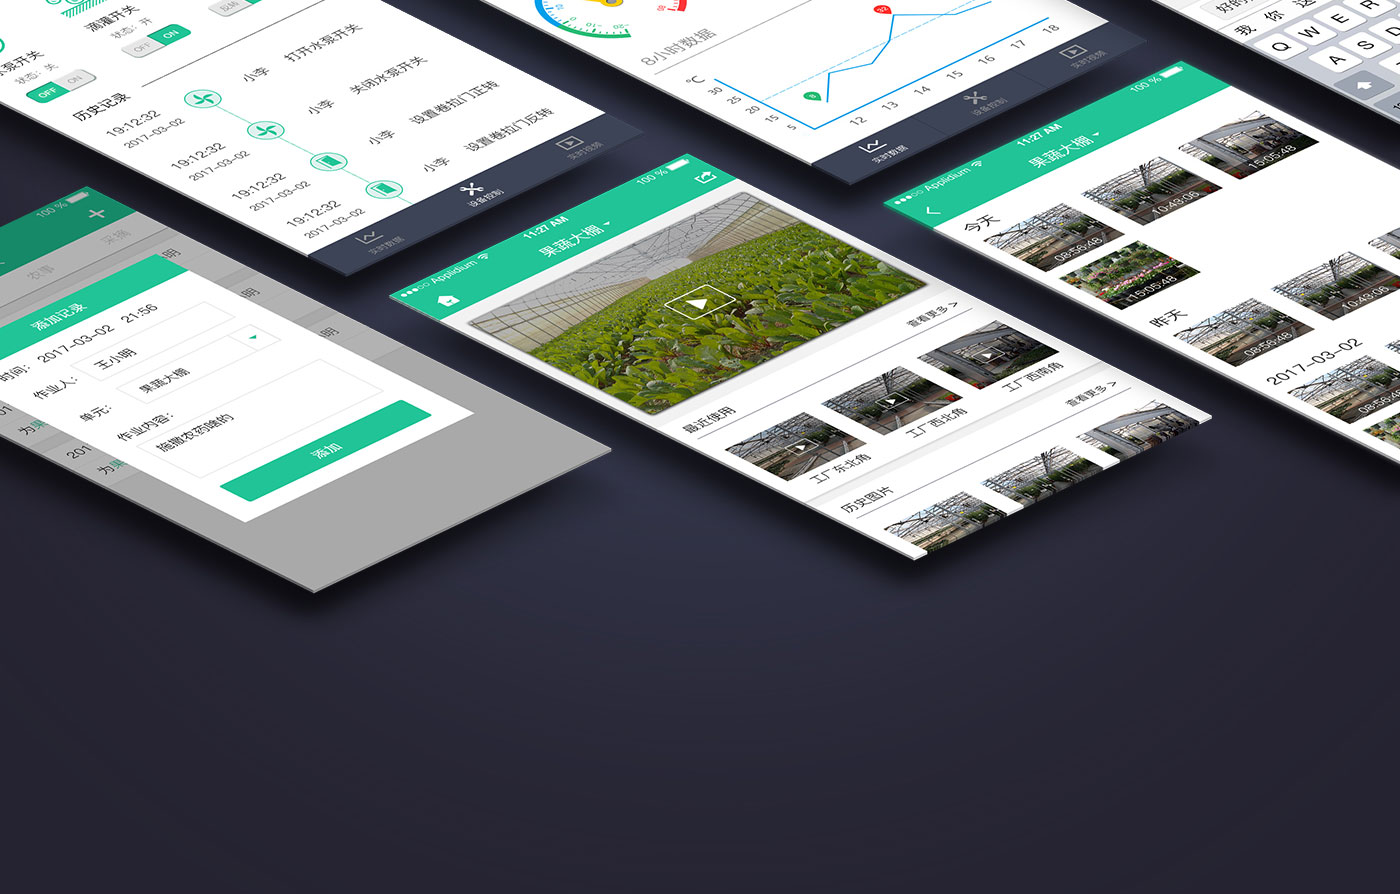 滴灌开关
状态：开
OFF
ON
反转
水泵开关
状态：关
OFF
ON
历史记录
19:12:32
2017-03-02
小李
打开水泵开关
19:12:32
2017-03-02
小李
关闭水泵开关
19:12:32
2017-03-02
小李
设置卷拉门正转
19:12:32
2017-03-02
小李
设置卷拉门反转
实时数据
设备控制
实时视频
0
-10
-20
8小时数据
℃
30
25
20
15
5
12
13
14
15
16
17
18
8
32
实时数据
设备控制
实时视频
好的
我 你 这
Q W E R
A S D
100 %
农事
采摘
添加记录
时间：2017-03-02 21:56
作业人：
王小明
单元：
果蔬大棚
作业内容：
施撒农药啥的
添加
明
明
明
201
为果
为果
Applidium
11:27 AM
100 %
果蔬大棚
查看更多 >
最近使用
工厂东北角
工厂西北角
工厂西南角
查看更多 >
历史图片
Applidium
11:27 AM
100 %
果蔬大棚
今天
08:56:48
10:43:06
15:05:48
15:05:48
昨天
08:56:48
10:43:06
2017-03-02
08:56:48